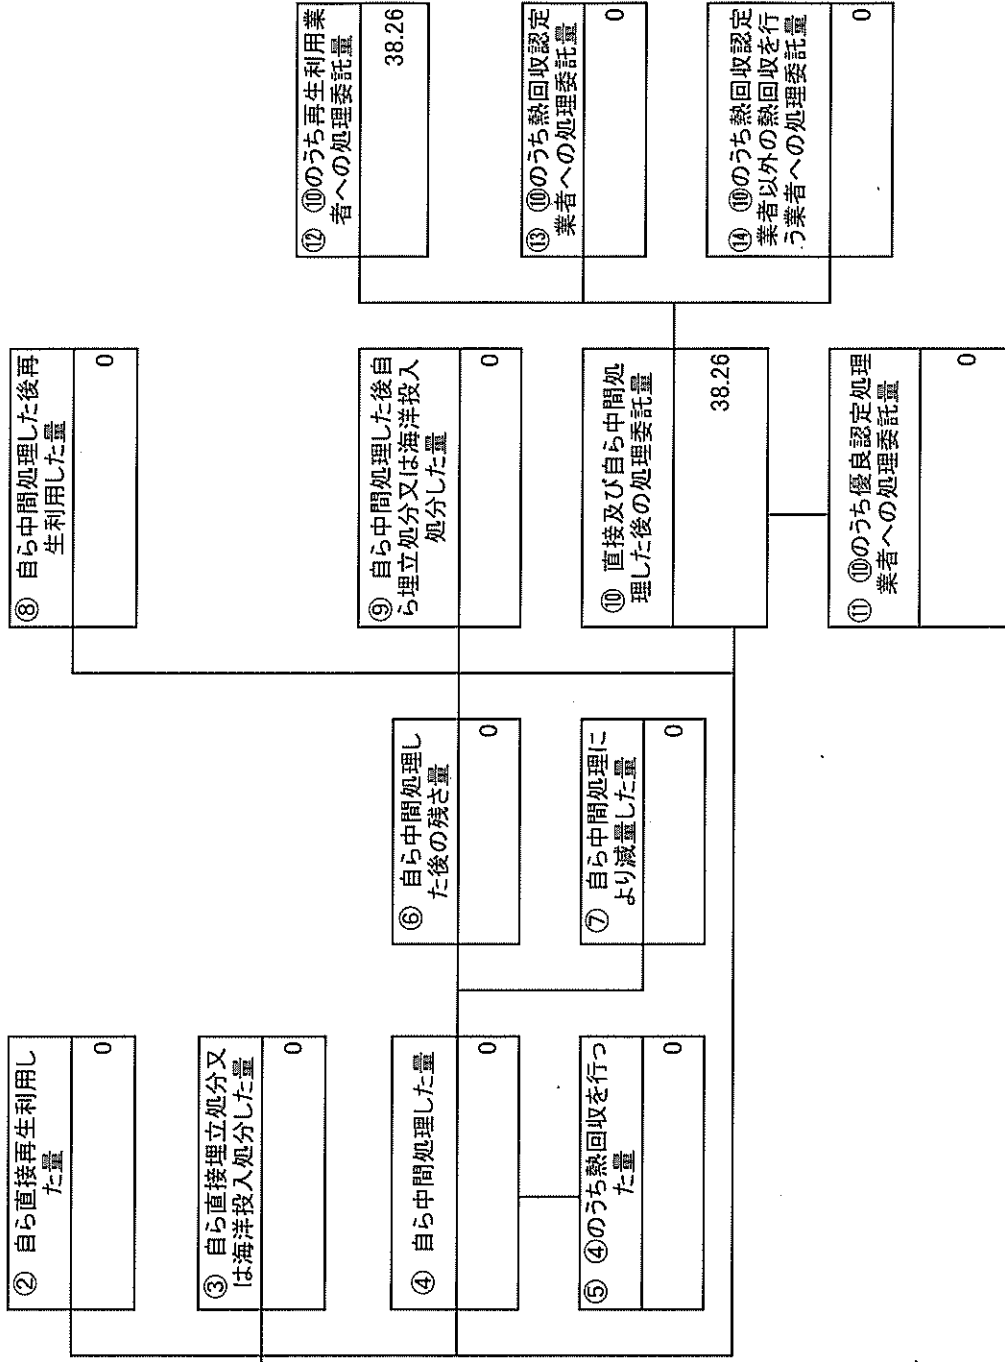 ② 自ら直接再生利用し
た量
0
③ 自ら直接埋立処分又
は海洋投入処分した量
0
④ 自ら中間処理した量
0
⑤ ④のうち熱回収を行っ
た量
0
⑥ 自ら中間処理し
た後の残さ量
0
⑦ 自ら中間処理に
より減量した量
0
⑧ 自ら中間処理した後再
生利用した量
0
⑨ 自ら中間処理した後自
ら埋立処分又は海洋投入
処分した量
0
⑩ 直接及び自ら中間処
理した後の処理委託量
38.26
⑪ ⑩のうち優良認定処理
業者への処理委託量
0
⑫ ⑩のうち再生利用業
者への処理委託量
38.26
⑬ ⑩のうち熱回収認定
業者への処理委託量
0
⑭ ⑩のうち熱回収認定
業者以外の熱回収を行
う業者への処理委託量
0